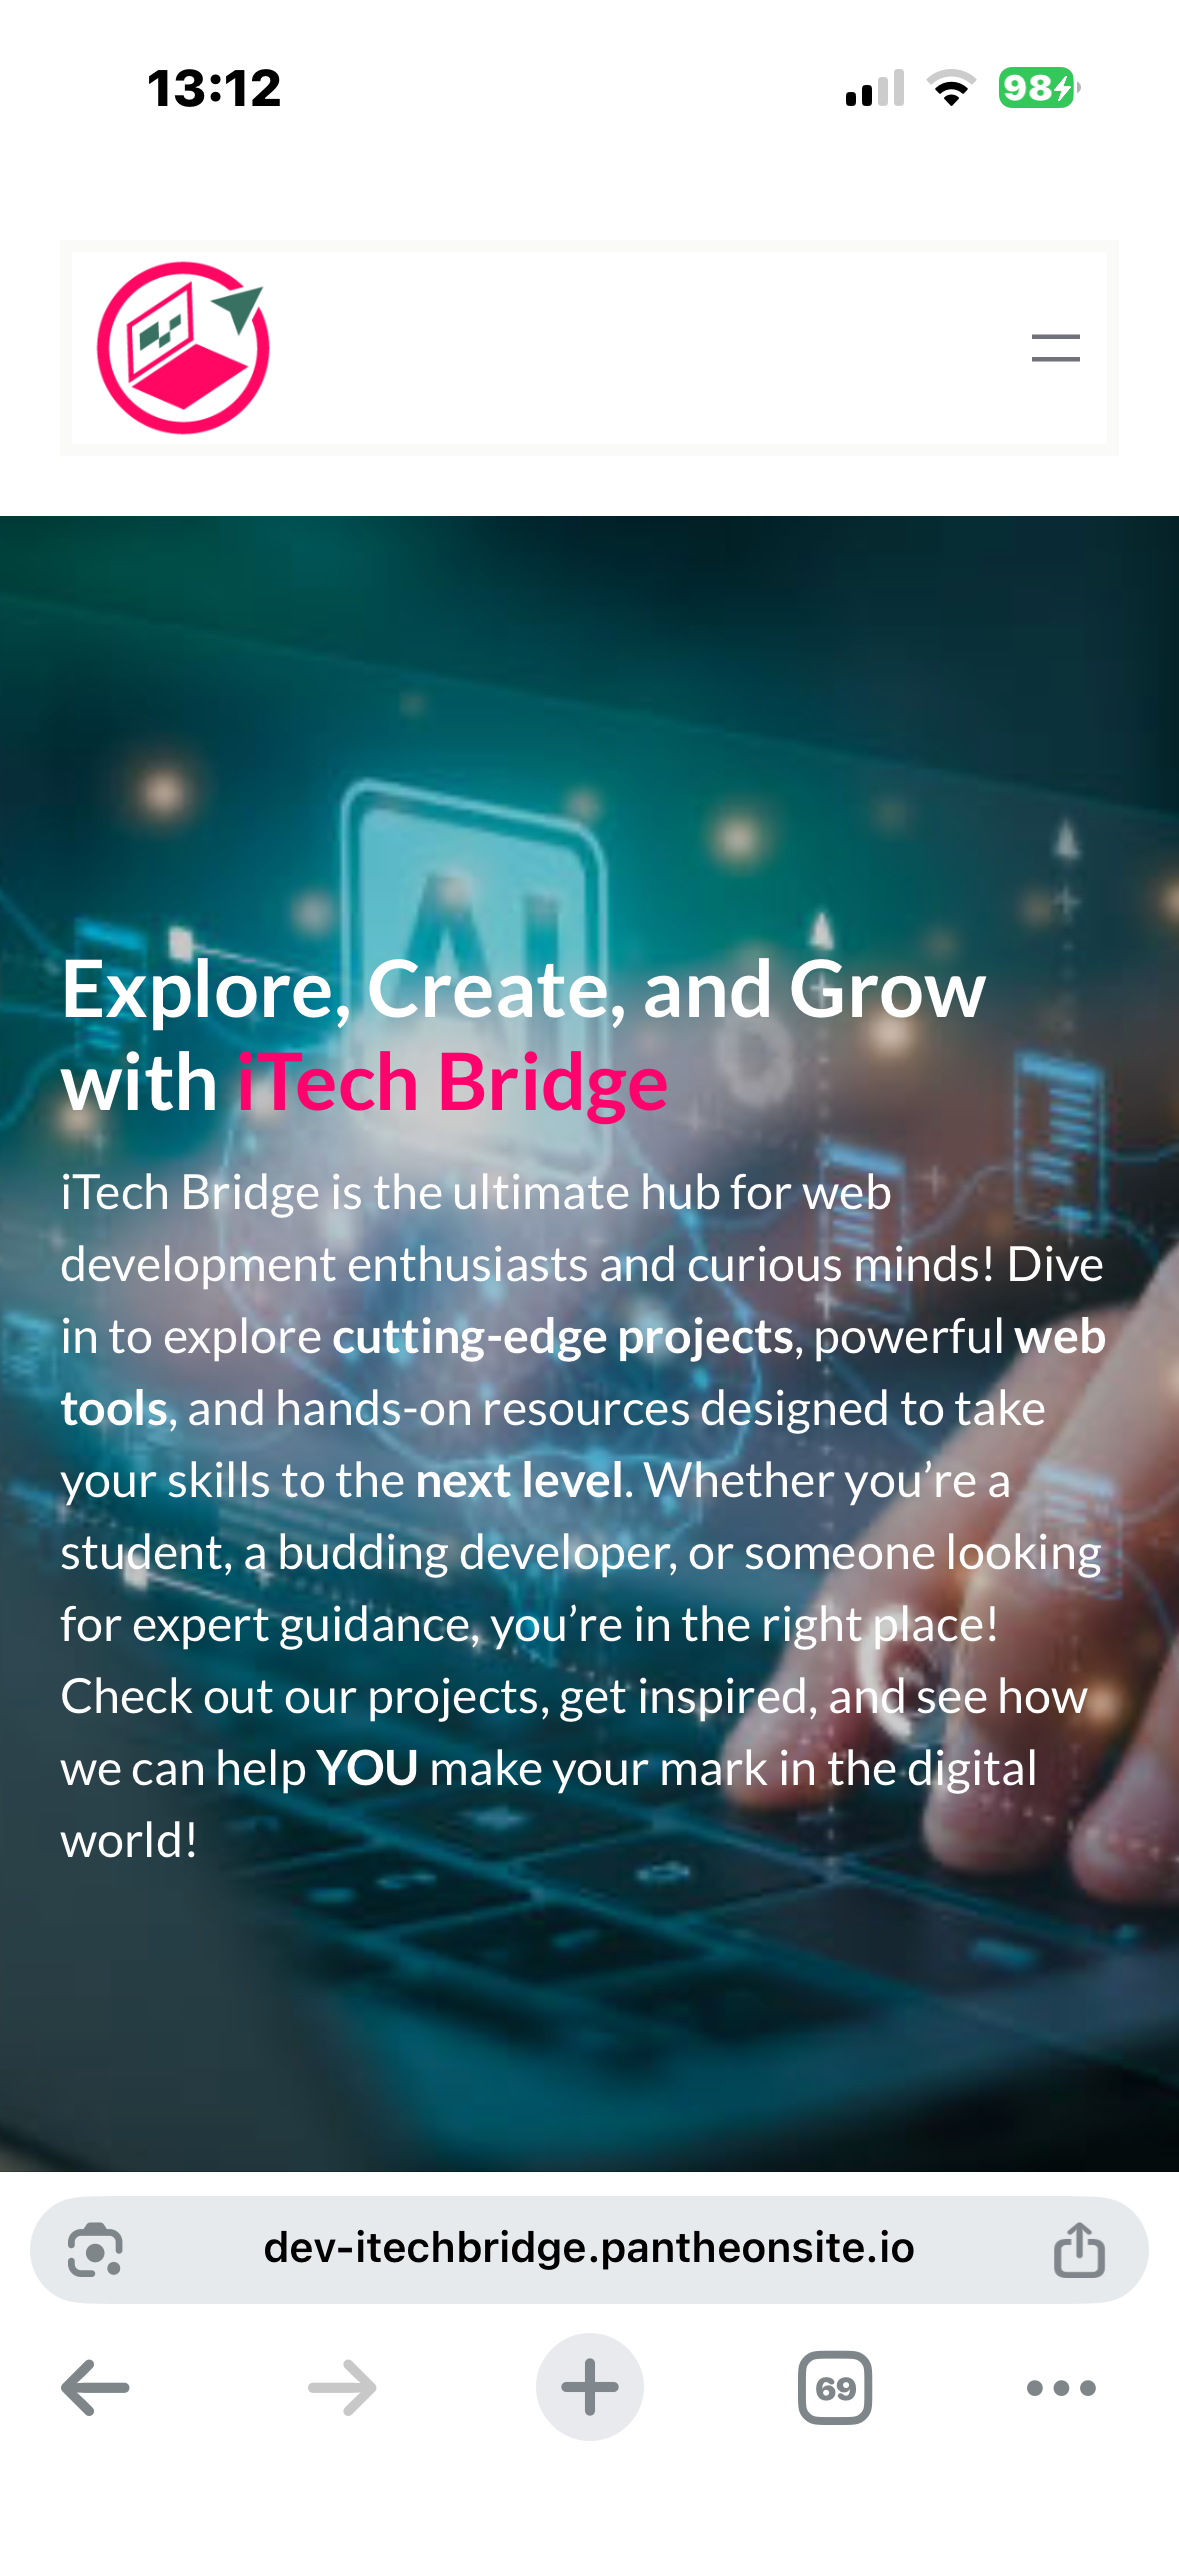 13:12
98
AI
Explore, Create, and Grow
with iTech Bridge
iTech Bridge is the ultimate hub for web
development enthusiasts and curious minds! Dive
in to explore cutting-edge projects, powerful web
tools, and hands-on resources designed to take
your skills to the next level. Whether you’re a
student, a budding developer, or someone looking
for expert guidance, you’re in the right place!
Check out our projects, get inspired, and see how
we can help YOU make your mark in the digital
world!
dev-itechbridge.pantheonsite.io
69